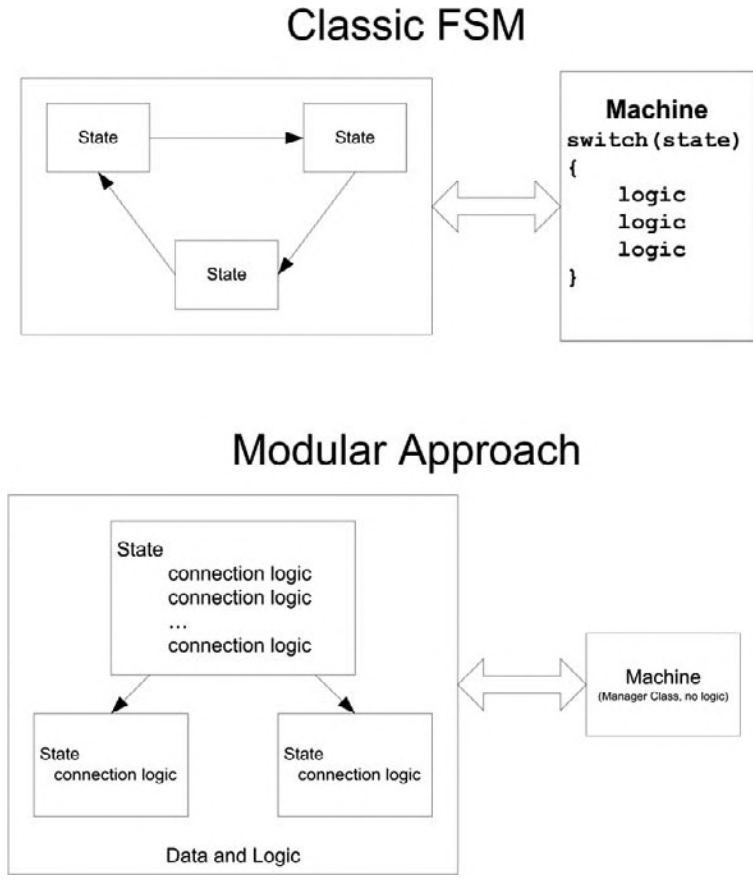 Classic FSM
State
State
State
Machine
switch(state)
{
logic
logic
logic
}
Modular Approach
State
connection logic
connection logic
...
connection logic
State
connection logic
State
connection logic
Data and Logic
Machine
(Manager Class, no logic)